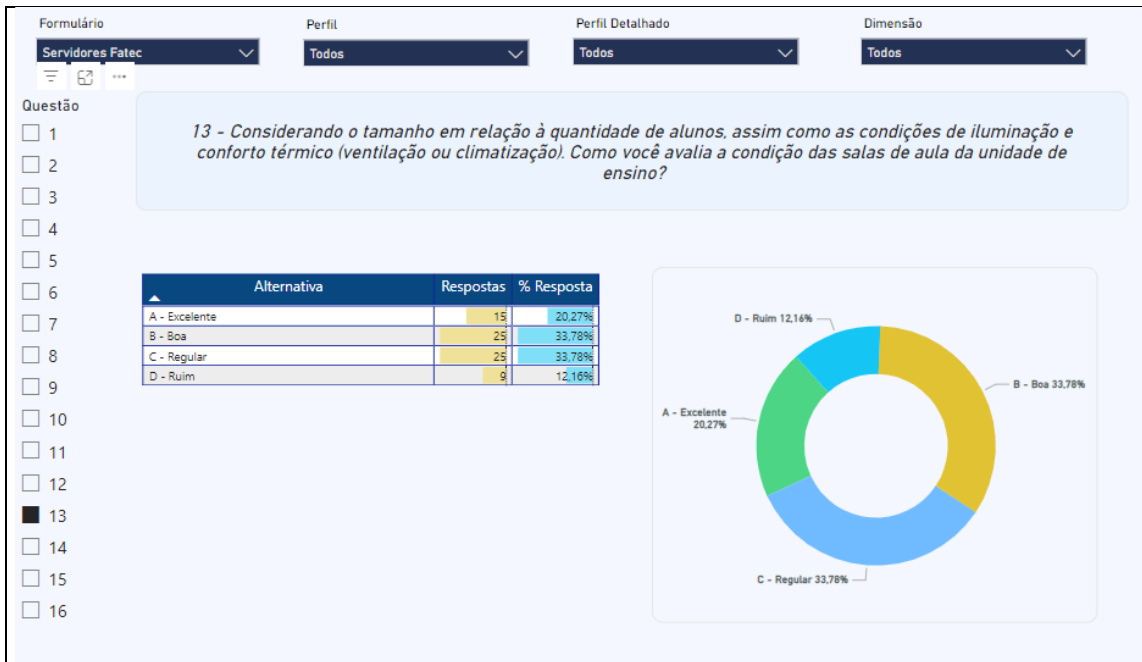 Formulário Perfil Perfil Detalhado Dimensão
Servidores Fatec Todos Todos Todos
Questão
1
2
3
4
5
6
7
8
9
10
11
12
13
14
15
16
13 - Considerando o tamanho em relação à quantidade de alunos, assim como as condições de iluminação e
conforto térmico (ventilação ou climatização). Como você avalia a condição das salas de aula da unidade de
ensino?
Alternativa Respostas % Resposta
A - Excelente 15 20,27%
B - Boa 25 33,78%
C - Regular 25 33,78%
D - Ruim 9 12,16%
D - Ruim 12,16%
B - Boa 33,78%
A - Excelente
20,27%
C - Regular 33,78%